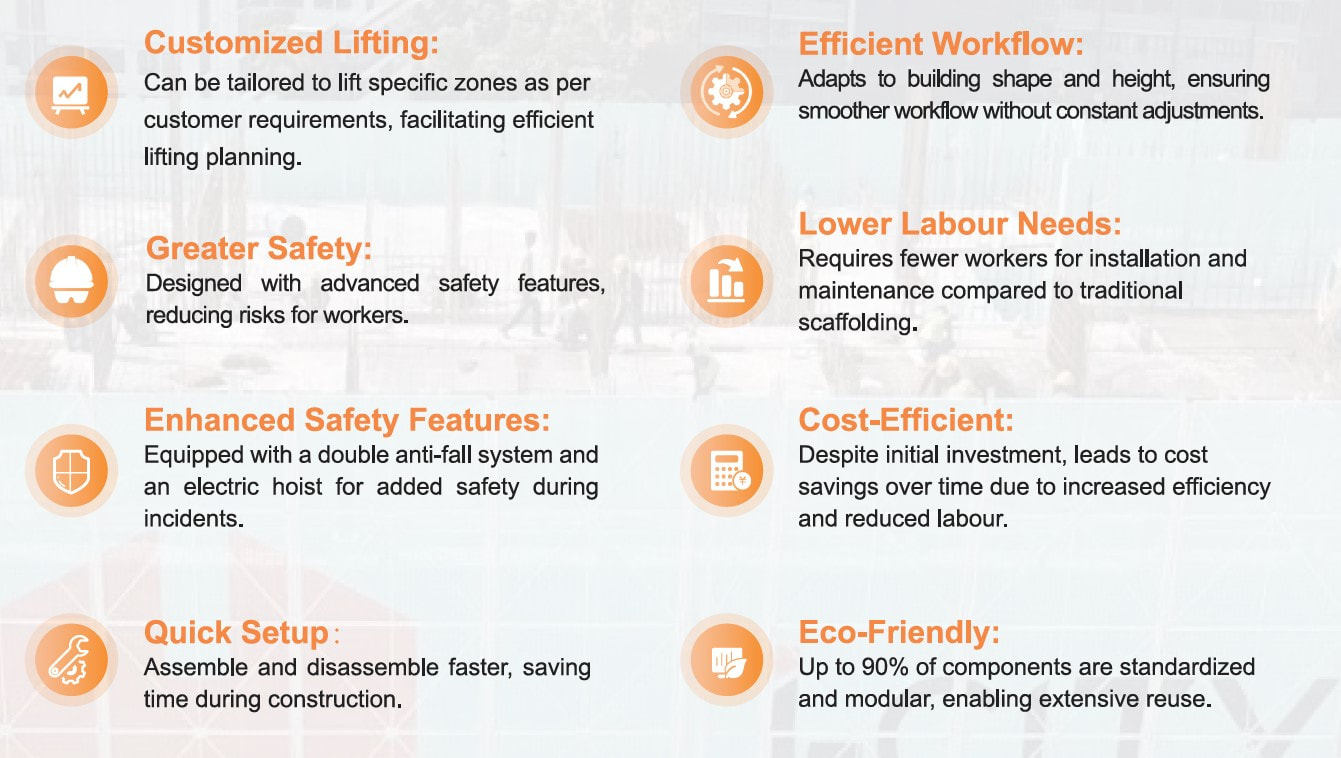 Customized Lifting:
Can be tailored to lift specific zones as per
customer requirements, facilitating efficient
lifting planning.
Efficient Workflow:
Adapts to building shape and height, ensuring
smoother workflow without constant adjustments.
Greater Safety:
Designed with advanced safety features,
reducing risks for workers.
Lower Labour Needs:
Requires fewer workers for installation and
maintenance compared to traditional
scaffolding.
Enhanced Safety Features:
Equipped with a double anti-fall system and
an electric hoist for added safety during
incidents.
Cost-Efficient:
Despite initial investment, leads to cost
savings over time due to increased efficiency
and reduced labour.
¥
Quick Setup：
Assemble and disassemble faster, saving
time during construction.
Eco-Friendly:
Up to 90% of components are standardized
and modular, enabling extensive reuse.